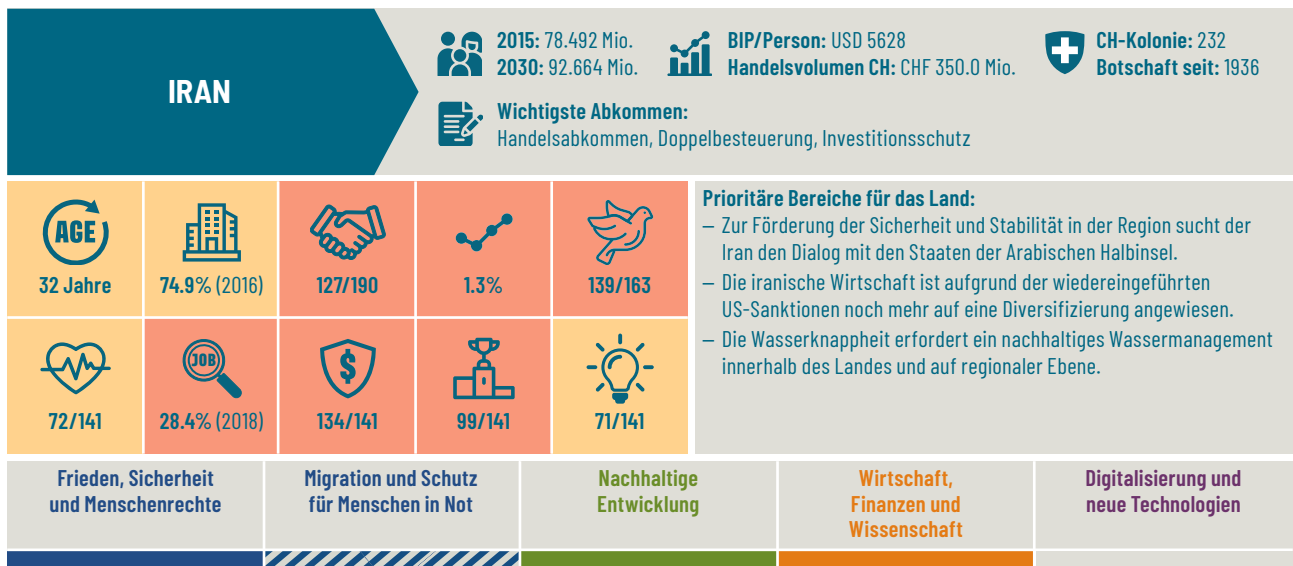 IRAN
2015: 78.492 Mio.
2030: 92.664 Mio.
BIP/Person: USD 5628
Handelsvolumen CH: CHF 350.0 Mio.
CH-Kolonie: 232
Botschaft seit: 1936
Wichtigste Abkommen:
Handelsabkommen, Doppelbesteuerung, Investitionsschutz
AGE
32 Jahre
74.9% (2016)
127/190
1.3%
139/163
72/141
JOB
28.4% (2018)
$
134/141
99/141
71/141
Prioritäre Bereiche für das Land:
– Zur Förderung der Sicherheit und Stabilität in der Region sucht der
Iran den Dialog mit den Staaten der Arabischen Halbinsel.
– Die iranische Wirtschaft ist aufgrund der wiedereingeführten
US-Sanktionen noch mehr auf eine Diversifizierung angewiesen.
– Die Wasserknappheit erfordert ein nachhaltiges Wassermanagement
innerhalb des Landes und auf regionaler Ebene.
Frieden, Sicherheit
und Menschenrechte
Migration und Schutz
für Menschen in Not
Nachhaltige
Entwicklung
Wirtschaft,
Finanzen und
Wissenschaft
Digitalisierung und
neue Technologien